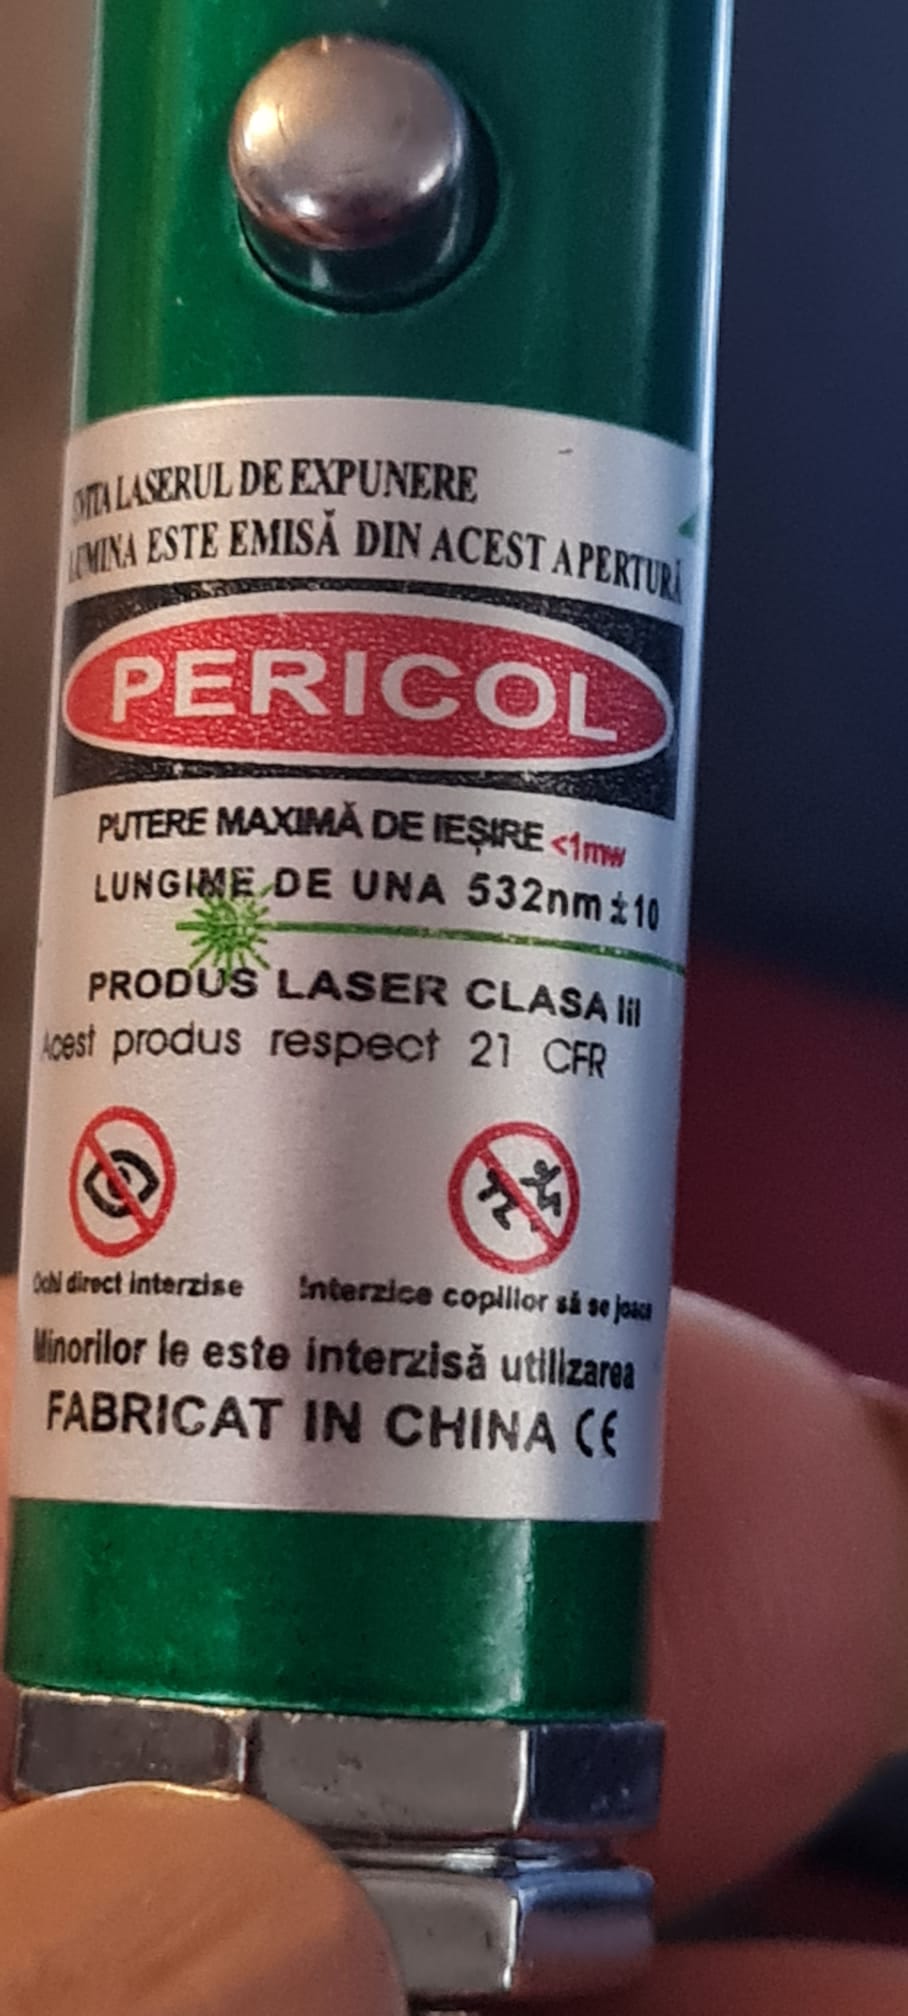 EVITA LASERUL DE EXPUNERE
LUMINA ESTE EMISĂ DIN ACEST APERTURĂ
PERICOL
PUTERE MAXIMĂ DE IEȘIRE <1mw
LUNGIME DE UNA 532nm ±10
PRODUS LASER CLASA IiI
Acest produs respect 21 CFR
Ochi direct interzise
Interzice copiilor să se joace
Minorilor le este interzisă utilizarea
FABRICAT IN CHINA CE